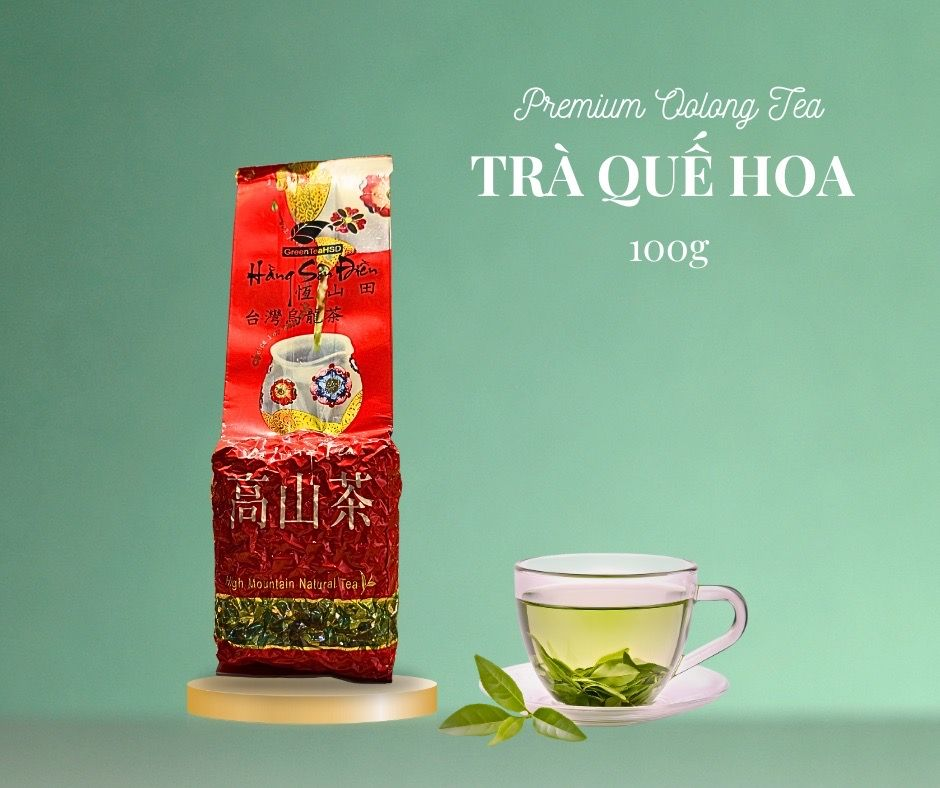 Premium Oolong Tea
TRÀ QUẾ HOA
100g
GreenTeaHSD
Hằng Sơn Điền
恆山田
台灣烏龍茶
高山茶
High Mountain Natural Tea